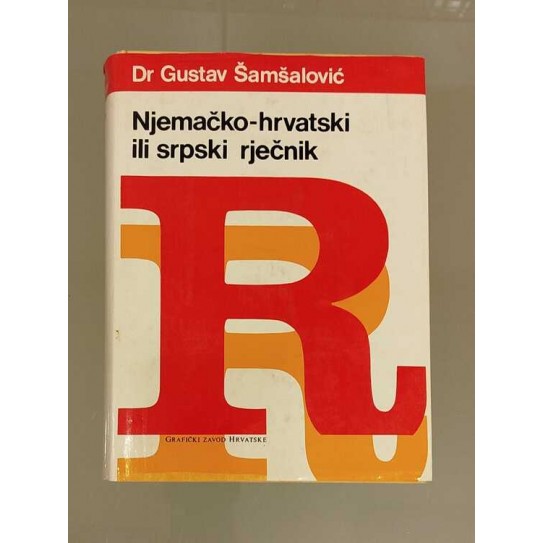 Dr Gustav Šamšalović
Njemačko-hrvatski
ili srpski rječnik
R
GRAFIČKI ZAVOD HRVATSKE